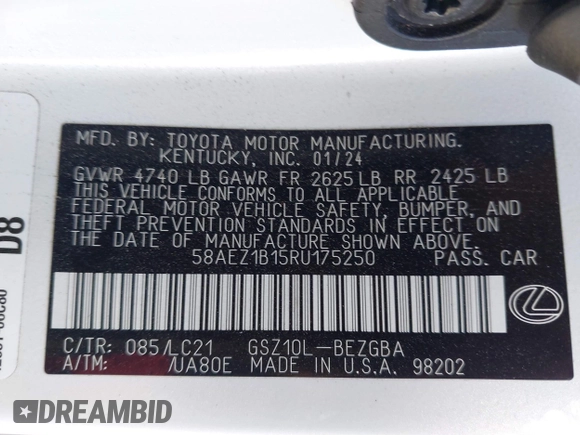 MFD. BY: TOYOTA MOTOR MANUFACTURING.
KENTUCKY, INC. 01/24
GVWR 4740 LB GAWR FR 2625 LB RR 2425 LB
THIS VEHICLE CONFORMS TO ALL APPLICABLE
FEDERAL MOTOR VEHICLE SAFETY, BUMPER, AND
THEFT PREVENTION STANDARDS IN EFFECT ON
THE DATE OF MANUFACTURE SHOWN ABOVE.
58AEZ1B15RU175250 PASS. CAR
C/TR: 085/LC21 GSZ10L-BEZGBA
A/TM: /UA80E MADE IN U.S.A. 98202
D8
DREAMBID